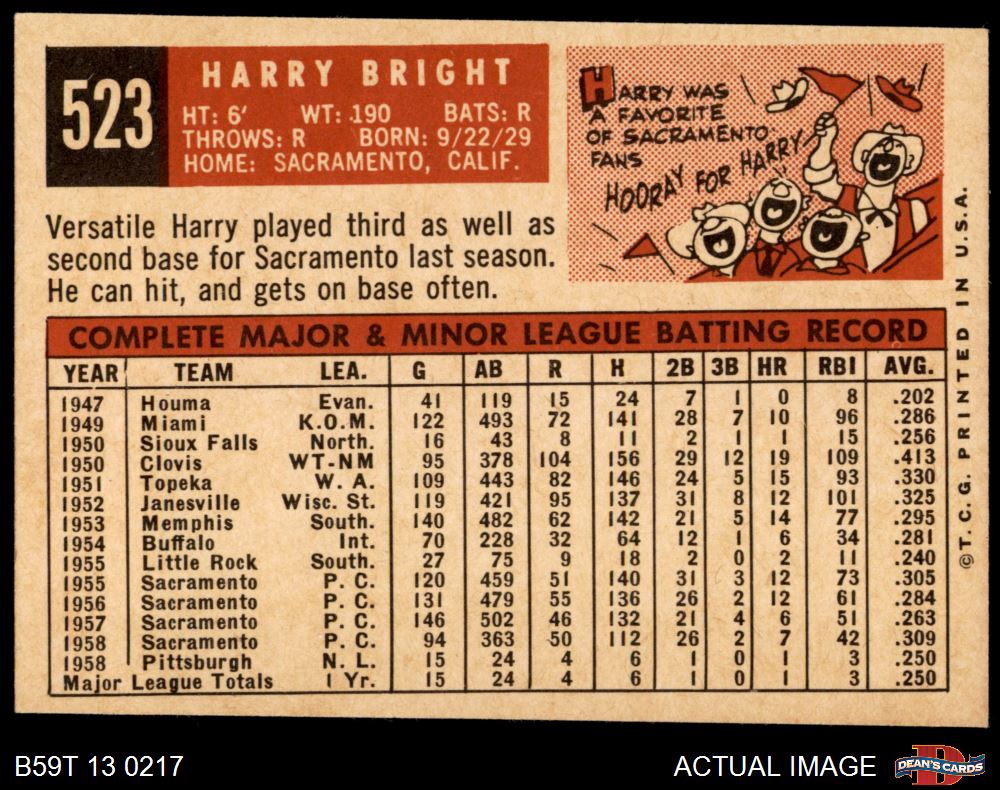 523
HARRY BRIGHT
HT: 6' WT: 190 BATS: R
THROWS: R BORN: 9/22/29
HOME: SACRAMENTO, CALIF.
HARRY WAS
A FAVORITE
OF SACRAMENTO
FANS
HOORAY FOR HARRY
Versatile Harry played third as well as
second base for Sacramento last season.
He can hit, and gets on base often.
COMPLETE MAJOR & MINOR LEAGUE BATTING RECORD
YEAR TEAM LEA. G AB R H 2B 3B HR RBI AVG.
1947 Houma Evan. 41 119 15 24 7 1 0 8 .202
1949 Miami K.O.M. 122 493 72 141 28 7 10 96 .286
1950 Sioux Falls North. 16 43 8 11 2 1 1 15 .256
1950 Clovis WT-NM 95 378 104 156 29 12 19 109 .413
1951 Topeka W. A. 109 443 82 146 24 5 15 93 .330
1952 Janesville Wisc. St. 119 421 95 137 31 8 12 101 .325
1953 Memphis South. 140 482 62 142 21 5 14 77 .295
1954 Buffalo Int. 70 228 32 64 12 1 6 34 .281
1955 Little Rock South. 27 75 9 18 2 0 2 11 .240
1955 Sacramento P. C. 120 459 51 140 31 3 12 73 .305
1956 Sacramento P. C. 131 479 55 136 26 2 12 61 .284
1957 Sacramento P. C. 146 502 46 132 21 4 6 51 .263
1958 Sacramento P. C. 94 363 50 112 26 2 7 42 .309
1958 Pittsburgh N. L. 15 24 4 6 1 0 1 3 .250
Major League Totals 1 Yr. 15 24 4 6 1 0 1 3 .250
©T. C. G. PRINTED IN U.S.A.
B59T 13 0217
ACTUAL IMAGE
DEAN'S CARDS